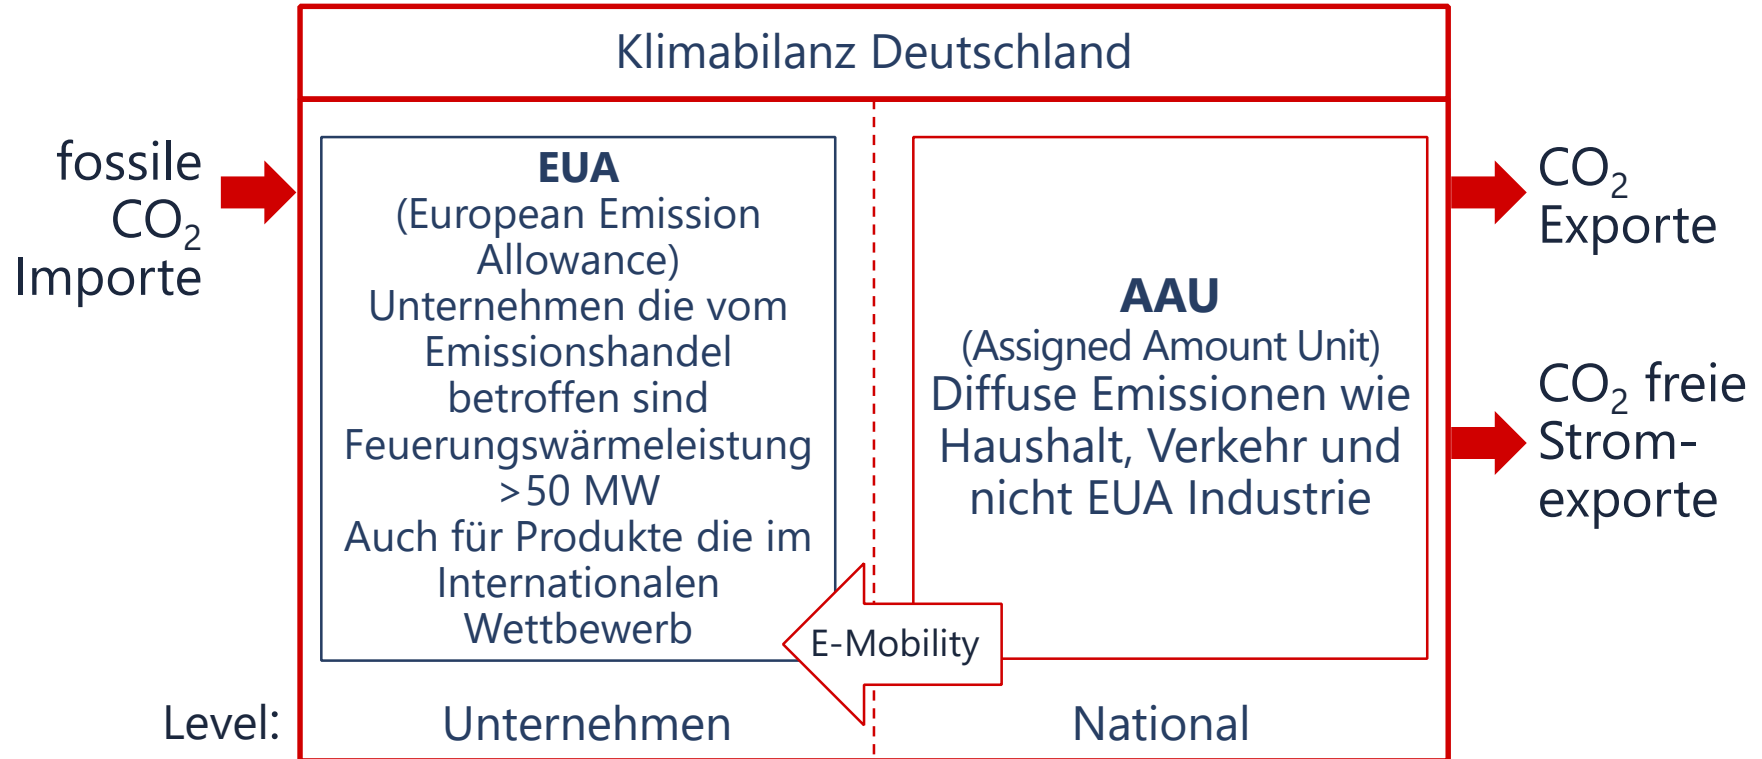 Klimabilanz Deutschland
fossile
CO₂
Importe
EUA
(European Emission
Allowance)
Unternehmen die vom
Emissionshandel
betroffen sind
Feuerungswärmeleistung
>50 MW
Auch für Produkte die im
Internationalen
Wettbewerb
AAU
(Assigned Amount Unit)
Diffuse Emissionen wie
Haushalt, Verkehr und
nicht EUA Industrie
E-Mobility
CO₂
Exporte
CO₂ freie
Strom-
exporte
Level:
Unternehmen
National